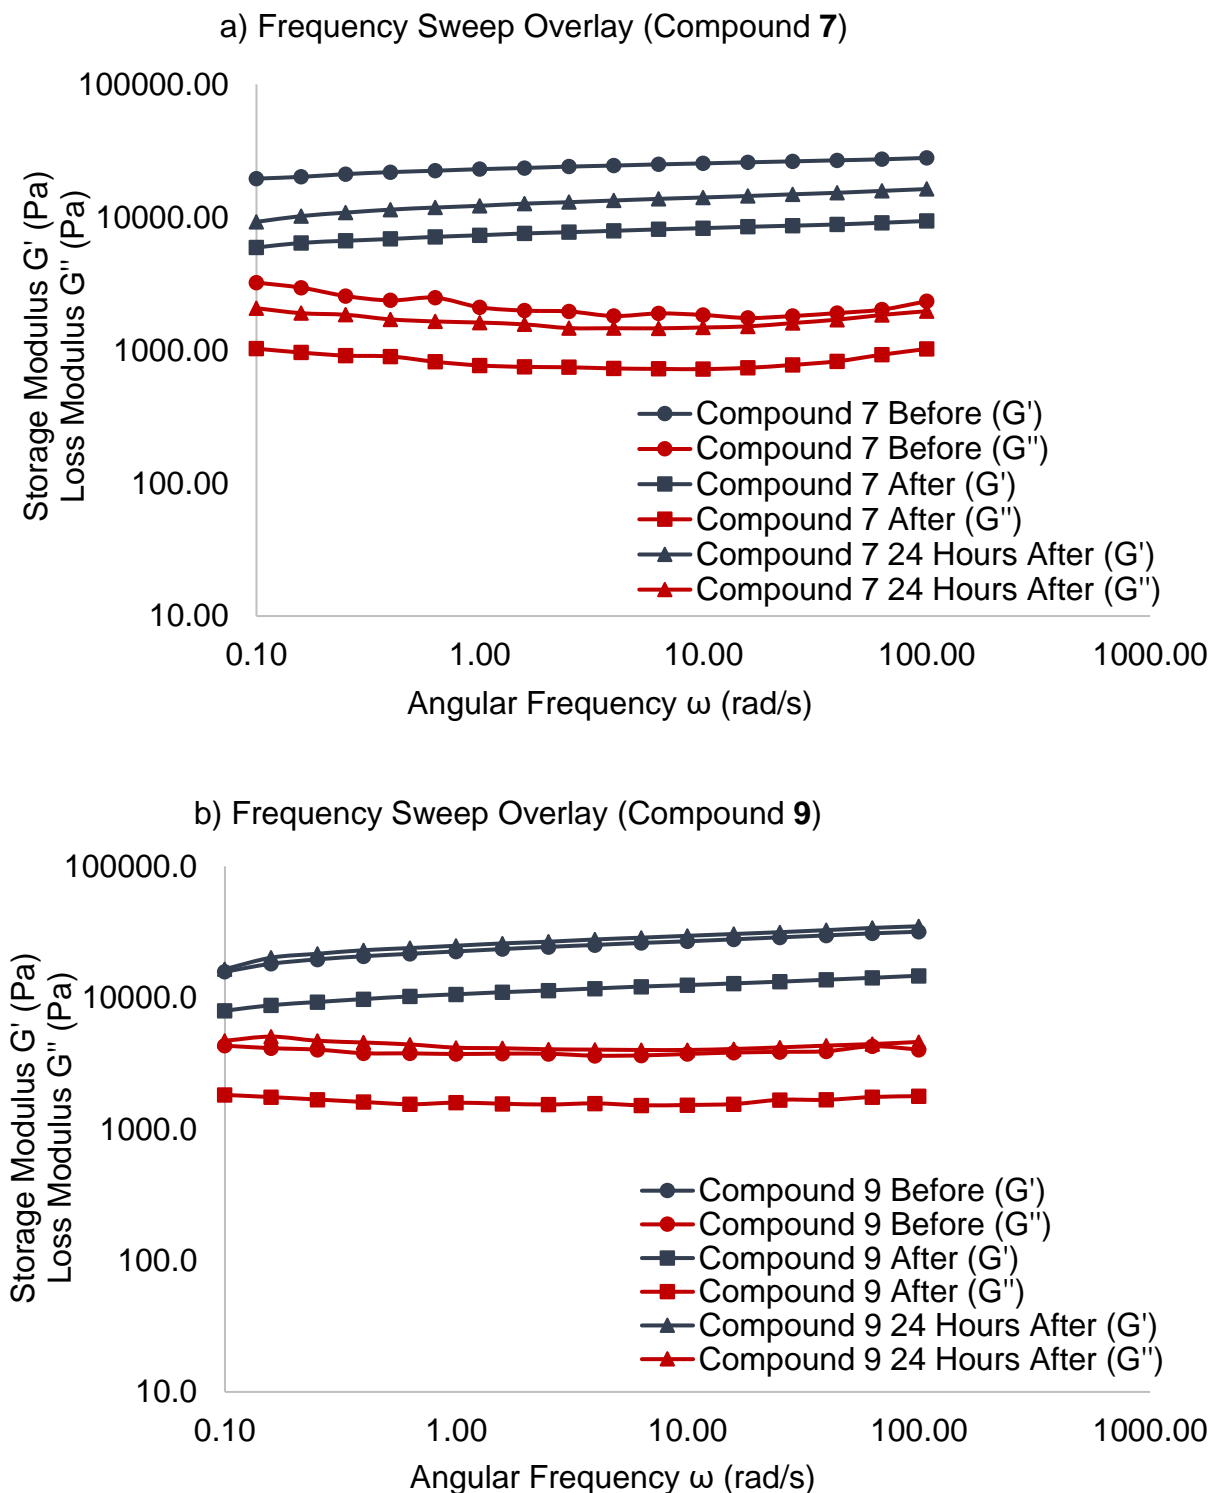 a) Frequency Sweep Overlay (Compound 7)
100000.00
10000.00
1000.00
100.00
10.00
Storage Modulus G' (Pa)
Loss Modulus G'' (Pa)
Compound 7 Before (G')
Compound 7 Before (G'')
Compound 7 After (G')
Compound 7 After (G'')
Compound 7 24 Hours After (G')
Compound 7 24 Hours After (G'')
0.10 1.00 10.00 100.00 1000.00
Angular Frequency ω (rad/s)
b) Frequency Sweep Overlay (Compound 9)
100000.0
10000.0
1000.0
100.0
10.0
Storage Modulus G' (Pa)
Loss Modulus G'' (Pa)
Compound 9 Before (G')
Compound 9 Before (G'')
Compound 9 After (G')
Compound 9 After (G'')
Compound 9 24 Hours After (G')
Compound 9 24 Hours After (G'')
0.10 1.00 10.00 100.00 1000.00
Angular Frequency ω (rad/s)